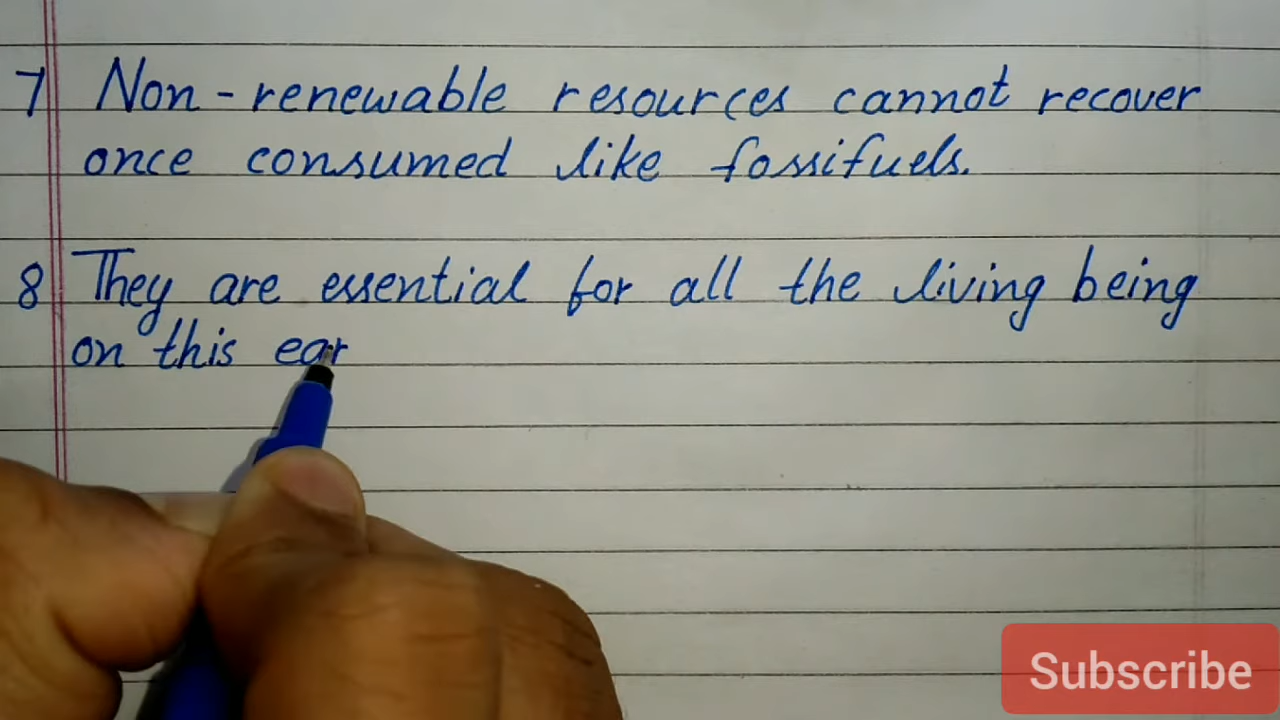 7 Non-renewable resources cannot recover
once consumed like fossifuels.
8 They are essential for all the living being
on this ear
Subscribe